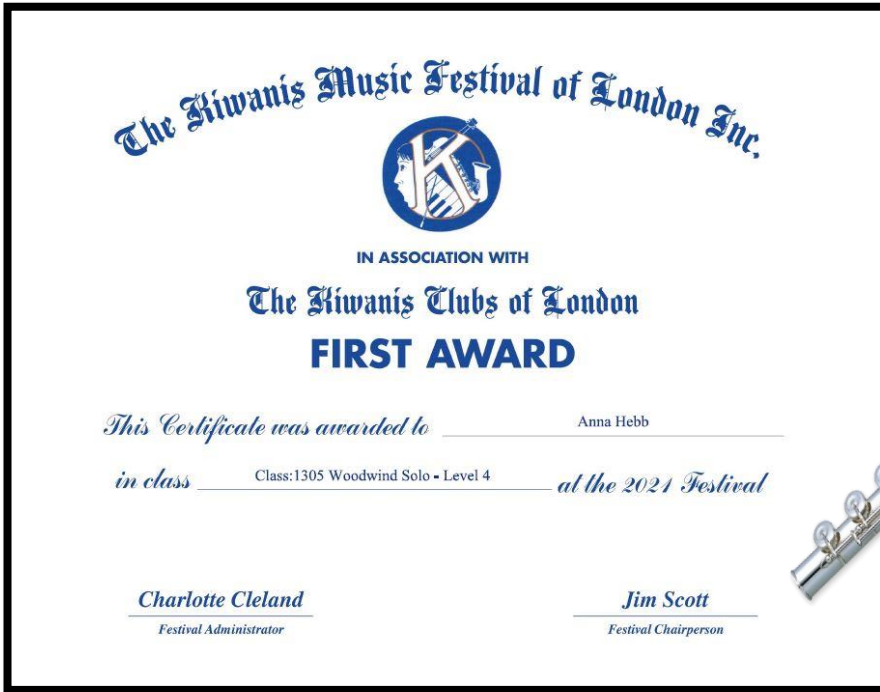 The Kiwanis Music Festival of London Inc.
K
IN ASSOCIATION WITH
The Kiwanis Clubs of London
FIRST AWARD
This Certificate was awarded to Anna Hebb
in class Class:1305 Woodwind Solo - Level 4 at the 2021 Festival
Charlotte Cleland Jim Scott
Festival Administrator Festival Chairperson